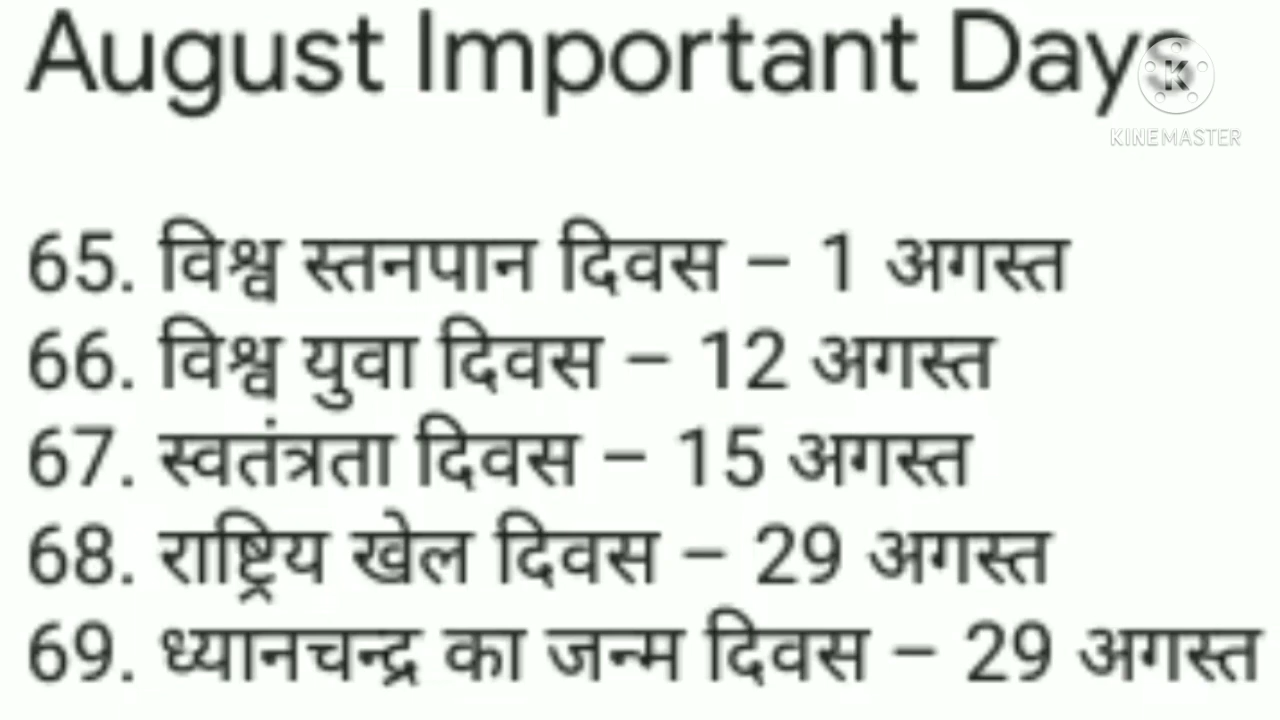 August Important Days
KINEMASTER
65. विश्व स्तनपान दिवस – 1 अगस्त
66. विश्व युवा दिवस – 12 अगस्त
67. स्वतंत्रता दिवस – 15 अगस्त
68. राष्ट्रिय खेल दिवस – 29 अगस्त
69. ध्यानचन्द्र का जन्म दिवस – 29 अगस्त